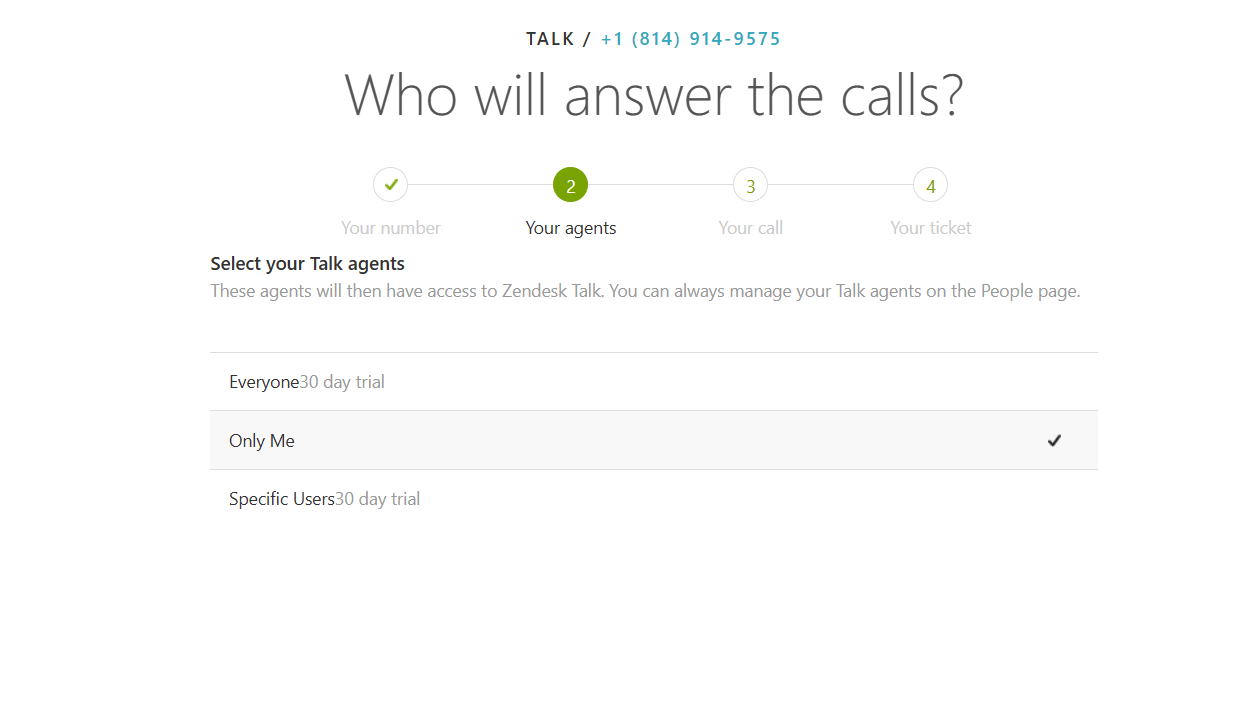 TALK / +1 (814) 914-9575
Who will answer the calls?
2
3
4
Your number
Your agents
Your call
Your ticket
Select your Talk agents
These agents will then have access to Zendesk Talk. You can always manage your Talk agents on the People page.
Everyone30 day trial
Only Me
Specific Users30 day trial